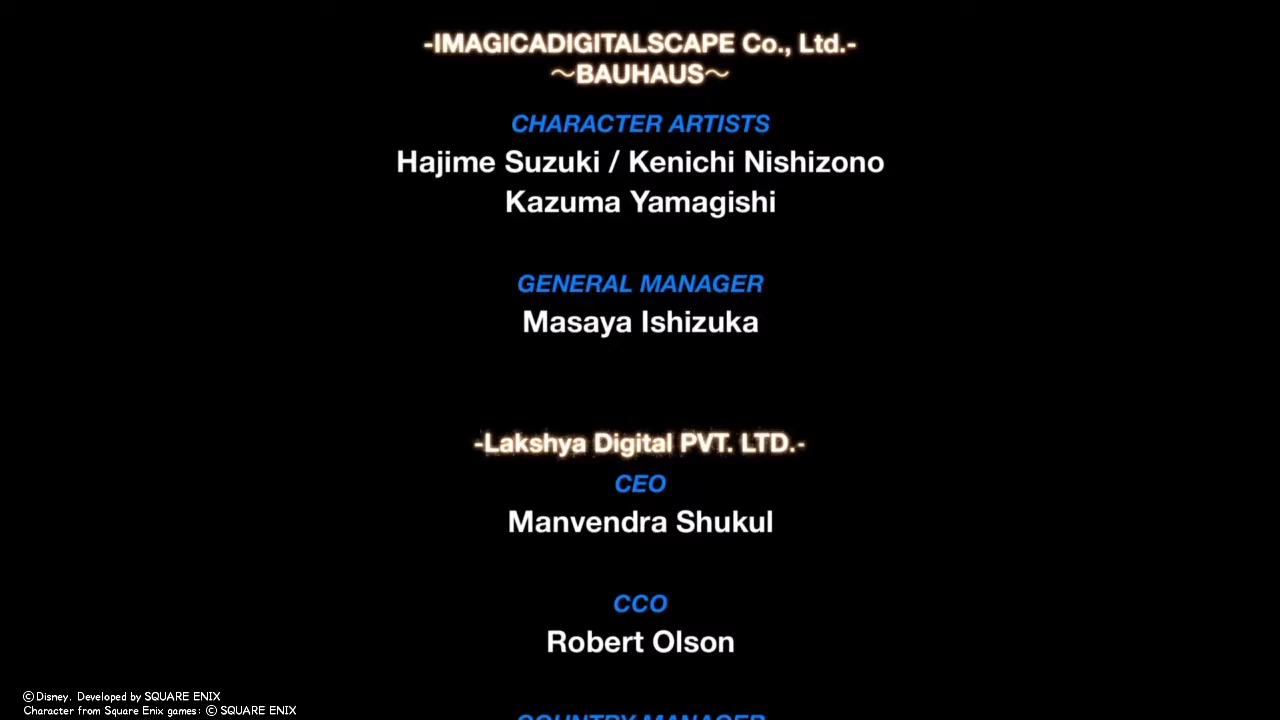 -IMAGICADIGITALSCAPE Co., Ltd.-
～BAUHAUS～
CHARACTER ARTISTS
Hajime Suzuki / Kenichi Nishizono
Kazuma Yamagishi
GENERAL MANAGER
Masaya Ishizuka
-Lakshya Digital PVT. LTD.-
CEO
Manvendra Shukul
CCO
Robert Olson
COUNTRY MANAGER
©Disney. Developed by SQUARE ENIX
Character from Square Enix games: © SQUARE ENIX